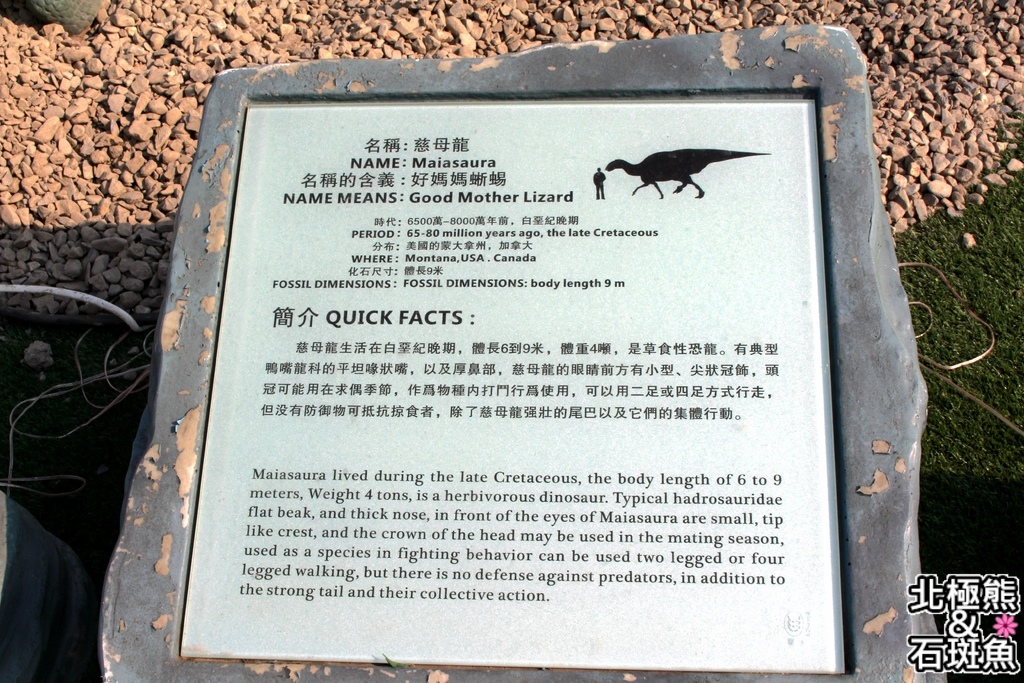 名稱: 慈母龍
NAME: Maiasaura
名稱的含義: 好媽媽蜥蜴
NAME MEANS: Good Mother Lizard
時代: 6500萬-8000萬年前, 白堊紀晚期
PERIOD: 65-80 million years ago, the late Cretaceous
分布: 美國的蒙大拿州, 加拿大
WHERE: Montana,USA . Canada
化石尺寸: 體長9米
FOSSIL DIMENSIONS: FOSSIL DIMENSIONS: body length 9 m
簡介 QUICK FACTS :
慈母龍生活在白堊紀晚期，體長6到9米，體重4噸，是草食性恐龍。有典型
鴨嘴龍科的平坦喙狀嘴，以及厚鼻部，慈母龍的眼睛前方有小型、尖狀冠飾，頭
冠可能用在求偶季節，作爲物種内打鬥行爲使用，可以用二足或四足方式行走，
但没有防御物可抵抗掠食者，除了慈母龍强壯的尾巴以及它們的集體行動。
Maiasaura lived during the late Cretaceous, the body length of 6 to 9
meters, Weight 4 tons, is a herbivorous dinosaur. Typical hadrosauridae
flat beak, and thick nose, in front of the eyes of Maiasaura are small, tip
like crest, and the crown of the head may be used in the mating season,
used as a species in fighting behavior can be used two legged or four
legged walking, but there is no defense against predators, in addition to
the strong tail and their collective action.
北極熊
&
石斑魚